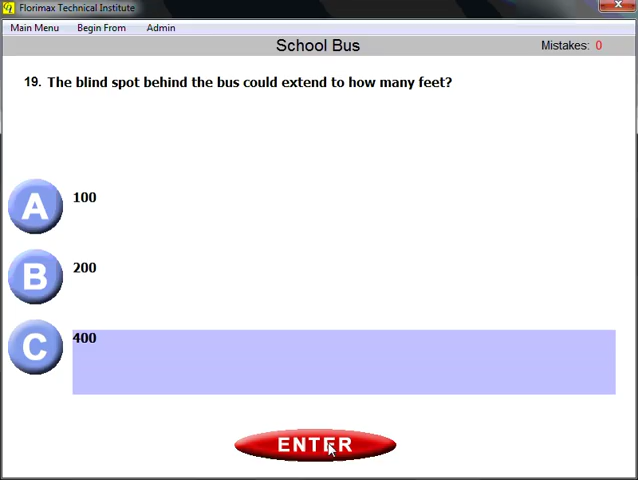 Florimax Technical Institute
Main Menu Begin From Admin
School Bus Mistakes: 0
19. The blind spot behind the bus could extend to how many feet?
A 100
B 200
C 400
ENTER